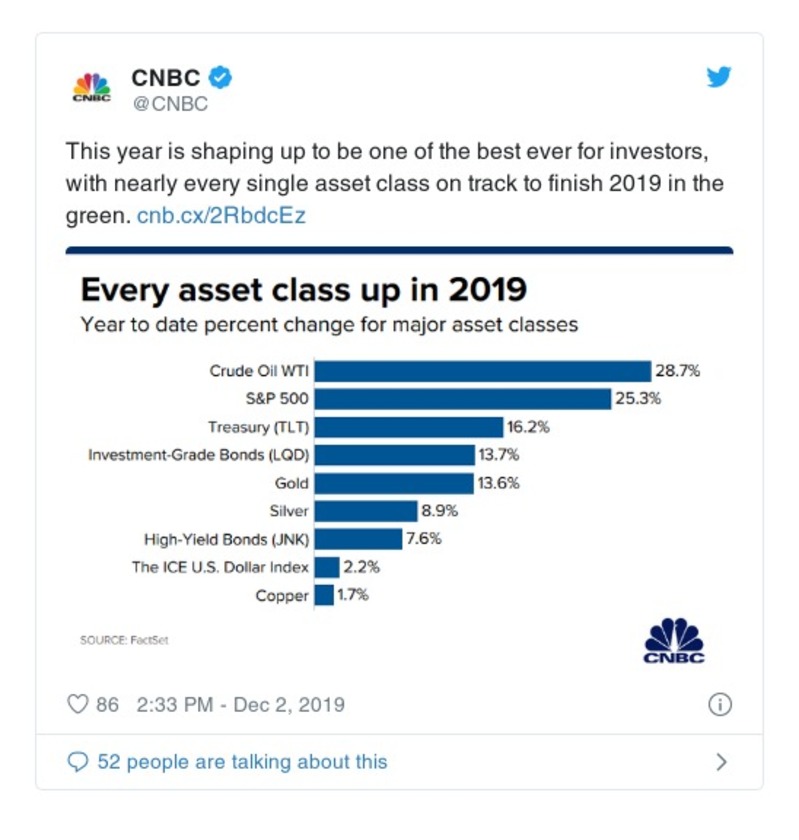 CNBC
@CNBC
CNBC
This year is shaping up to be one of the best ever for investors,
with nearly every single asset class on track to finish 2019 in the
green. cnb.cx/2RbdcEz
Every asset class up in 2019
Year to date percent change for major asset classes
Crude Oil WTI 28.7%
S&P 500 25.3%
Treasury (TLT) 16.2%
Investment-Grade Bonds (LQD) 13.7%
Gold 13.6%
Silver 8.9%
High-Yield Bonds (JNK) 7.6%
The ICE U.S. Dollar Index 2.2%
Copper 1.7%
SOURCE: FactSet
CNBC
86 2:33 PM - Dec 2, 2019
52 people are talking about this